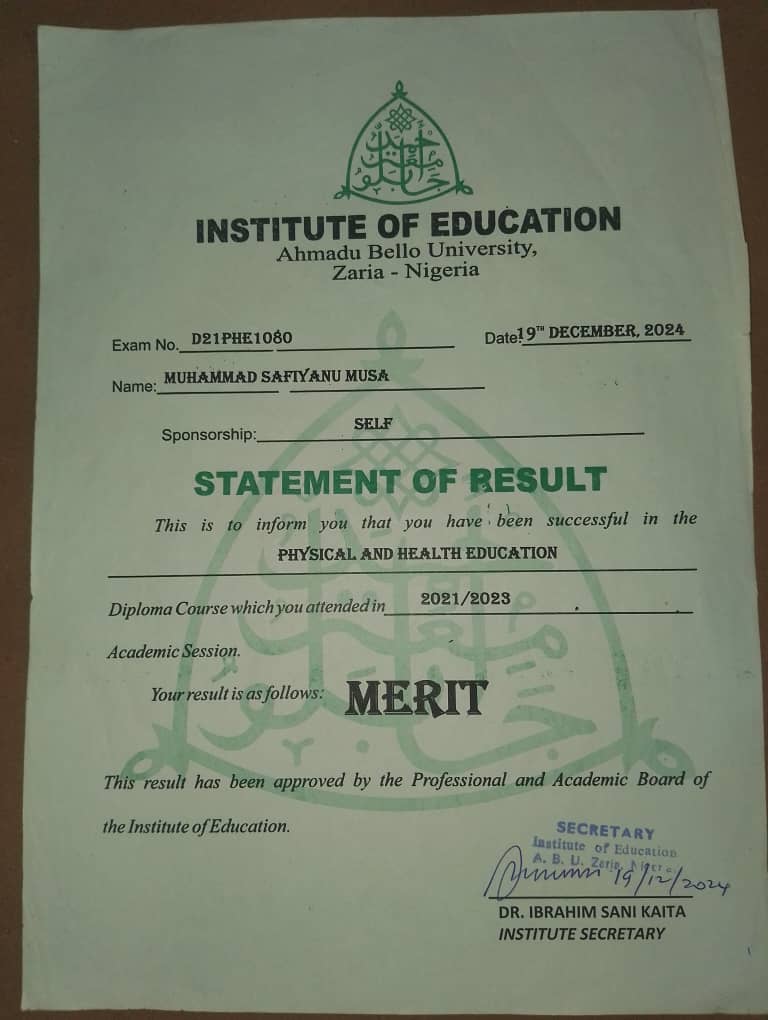 INSTITUTE OF EDUCATION
Ahmadu Bello University,
Zaria - Nigeria
Exam No. D21PHE1080 Date: 19TH DECEMBER, 2024
Name: MUHAMMAD SAFIYANU MUSA
Sponsorship: SELF
STATEMENT OF RESULT
This is to inform you that you have been successful in the
PHYSICAL AND HEALTH EDUCATION
Diploma Course which you attended in 2021/2023
Academic Session.
Your result is as follows: MERIT
This result has been approved by the Professional and Academic Board of
the Institute of Education.
SECRETARY
Institute of Education
A. B. U. Zaria, Nigeria
19/12/2024
DR. IBRAHIM SANI KAITA
INSTITUTE SECRETARY